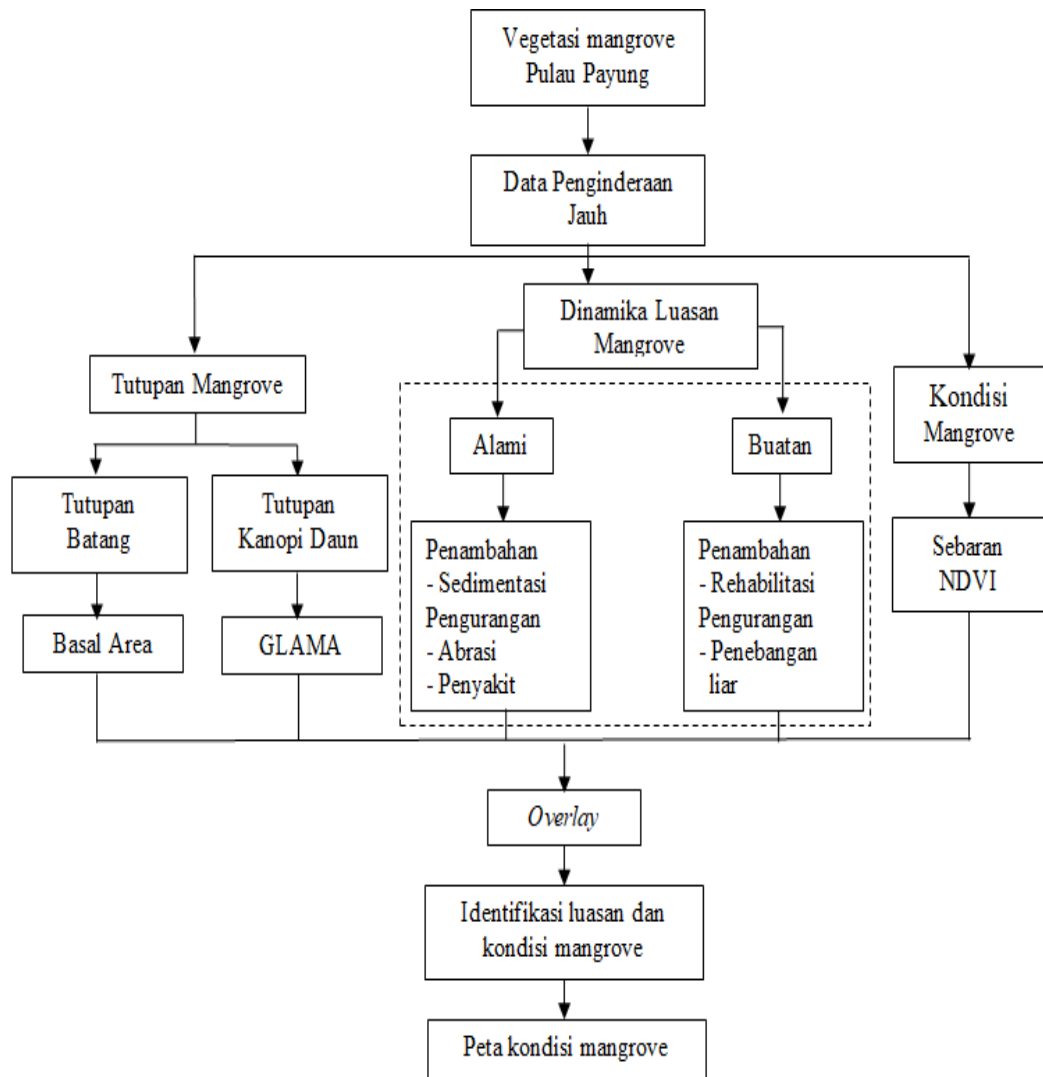 Vegetasi mangrove
Pulau Payung
Data Penginderaan
Jauh
Dinamika Luasan
Mangrove
Tutupan Mangrove
Kondisi
Mangrove
Alami
Buatan
Tutupan
Batang
Tutupan
Kanopi Daun
Penambahan
- Sedimentasi
Pengurangan
- Abrasi
- Penyakit
Penambahan
- Rehabilitasi
Pengurangan
- Penebangan
liar
Sebaran
NDVI
Basal Area
GLAMA
Overlay
Identifikasi luasan dan
kondisi mangrove
Peta kondisi mangrove